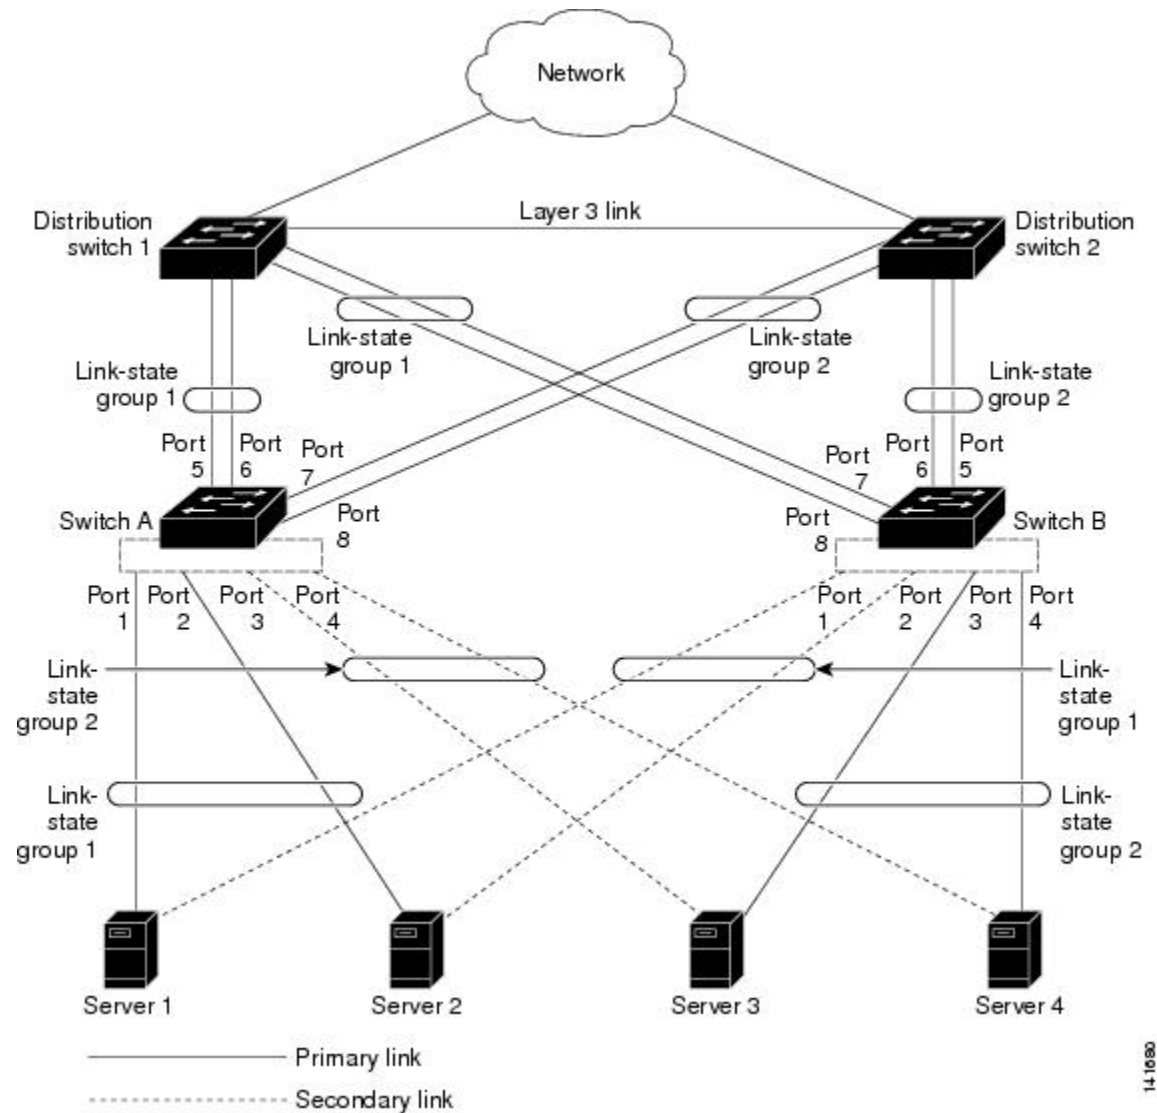 Network
Layer 3 link
Distribution
switch 1
Distribution
switch 2
Link-state
group 1
Link-state
group 2
Link-state
group 1
Link-state
group 2
Port
5
Port
6
Port
7
Port
8
Port
7
Port
6
Port
5
Port
8
Switch A
Switch B
Port
1
Port
2
Port
3
Port
4
Port
1
Port
2
Port
3
Port
4
Link-
state
group 2
Link-
state
group 1
Link-
state
group 1
Link-
state
group 2
Server 1
Server 2
Server 3
Server 4
Primary link
Secondary link
141680